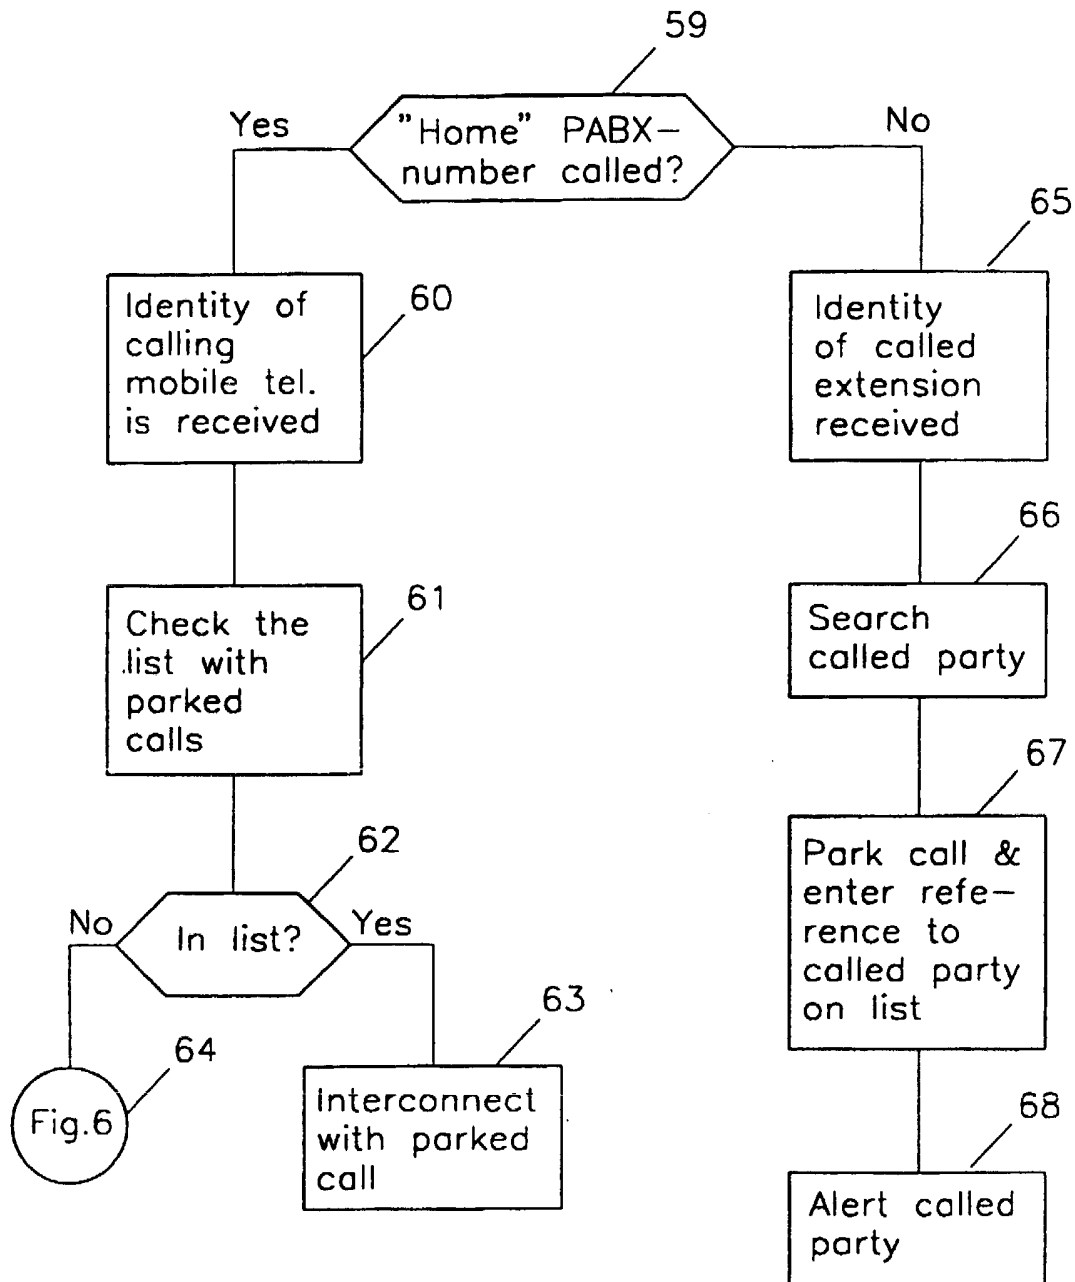 59
Yes
"Home" PABX–
number called?
No
65
Identity of
calling
mobile tel.
is received
60
Identity
of called
extension
received
66
Check the
list with
parked
calls
61
Search
called party
67
62
No
In list?
Yes
Park call &
enter refe–
rence to
called party
on list
64
Fig.6
63
Interconnect
with parked
call
68
Alert called
party